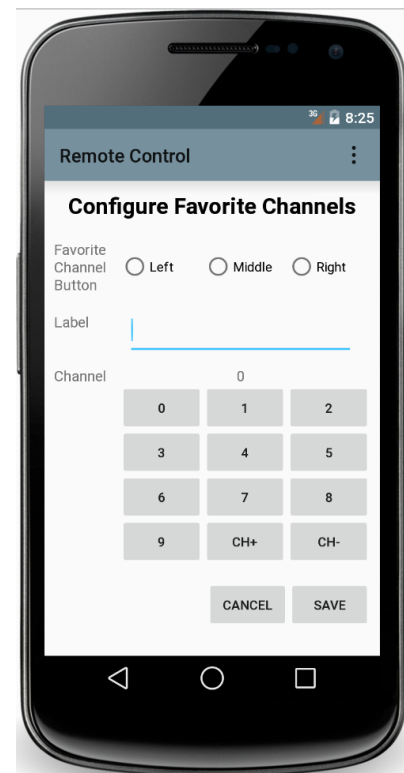 3G 8:25
Remote Control
Configure Favorite Channels
Favorite
Channel
Button
Left Middle Right
Label
Channel 0
0 1 2
3 4 5
6 7 8
9 CH+ CH-
CANCEL SAVE